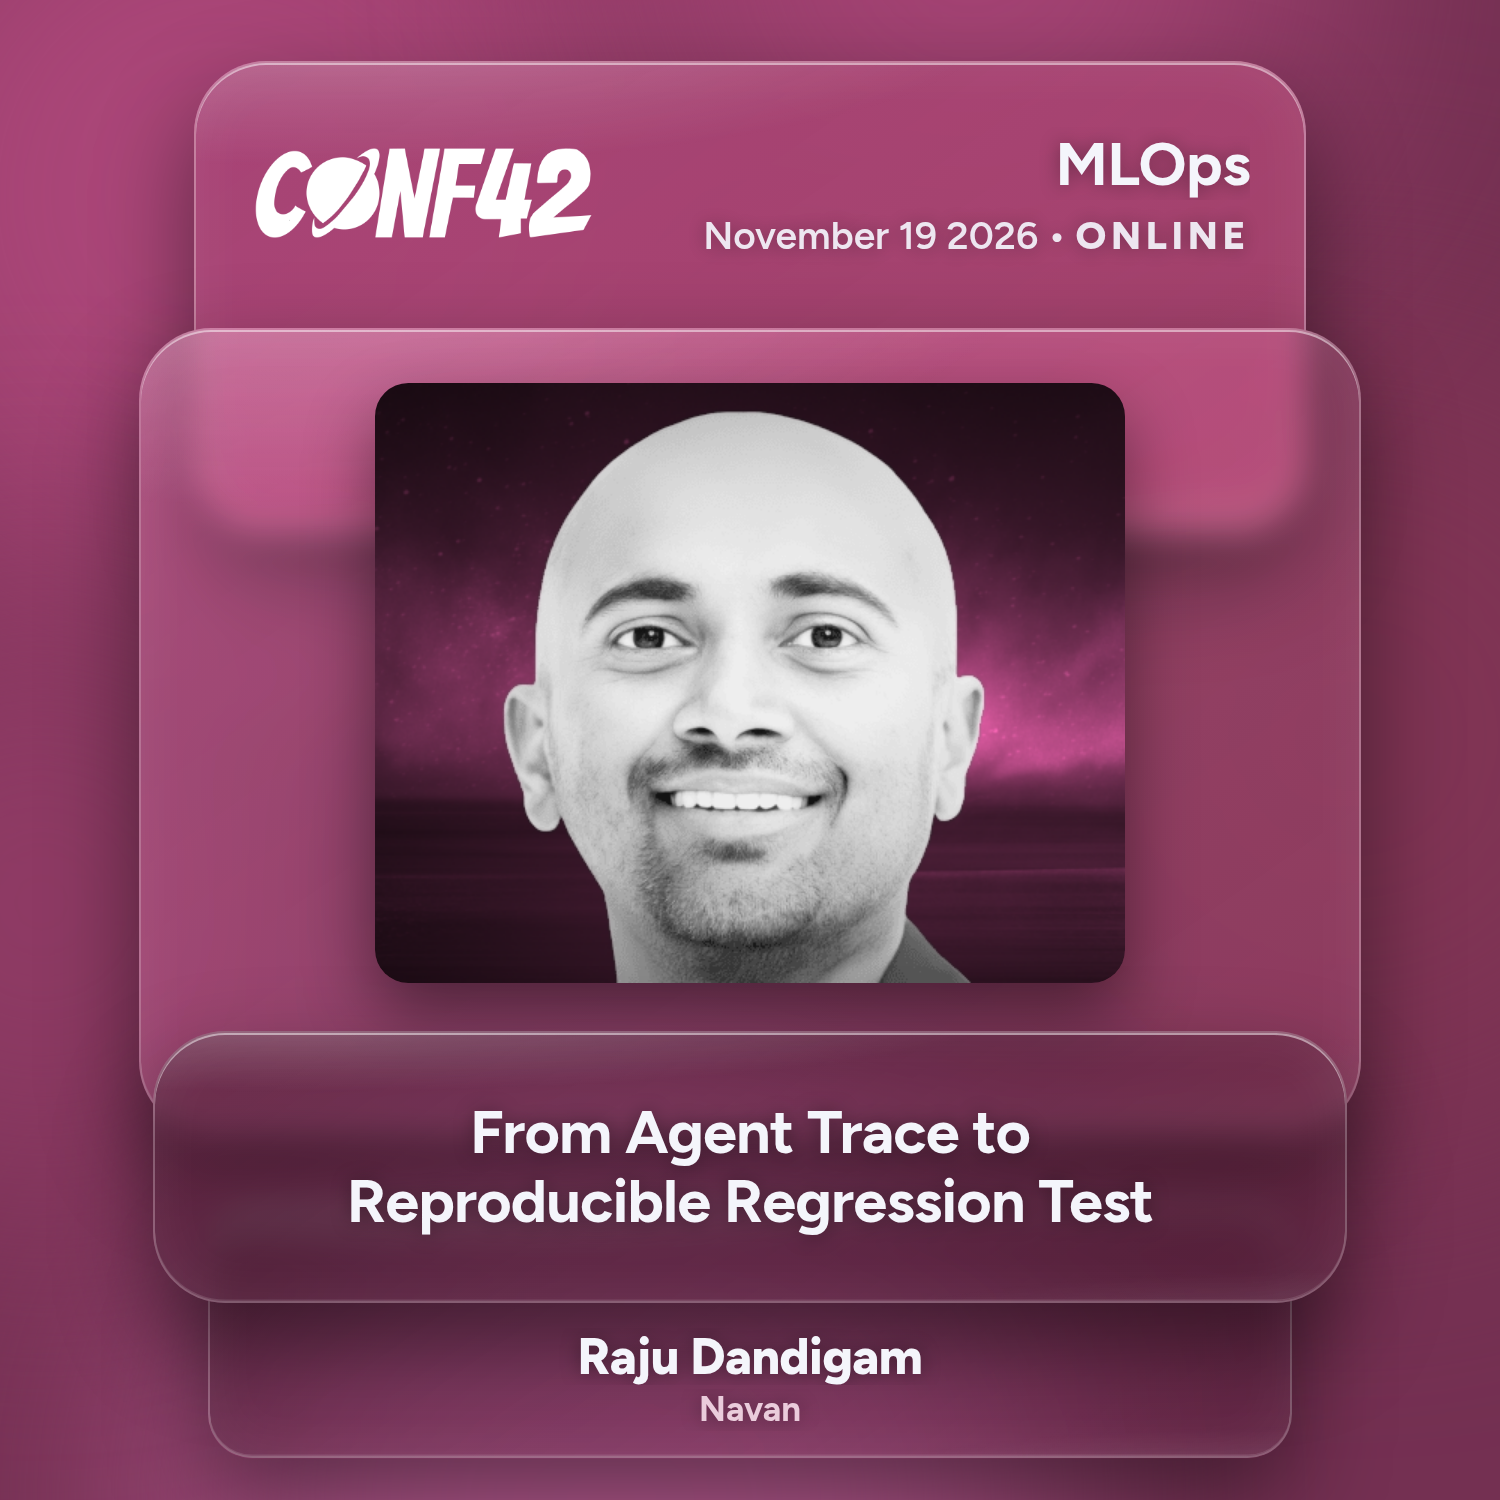 CONF42
MLOps
November 19 2026 • ONLINE
From Agent Trace to
Reproducible Regression Test
Raju Dandigam
Navan